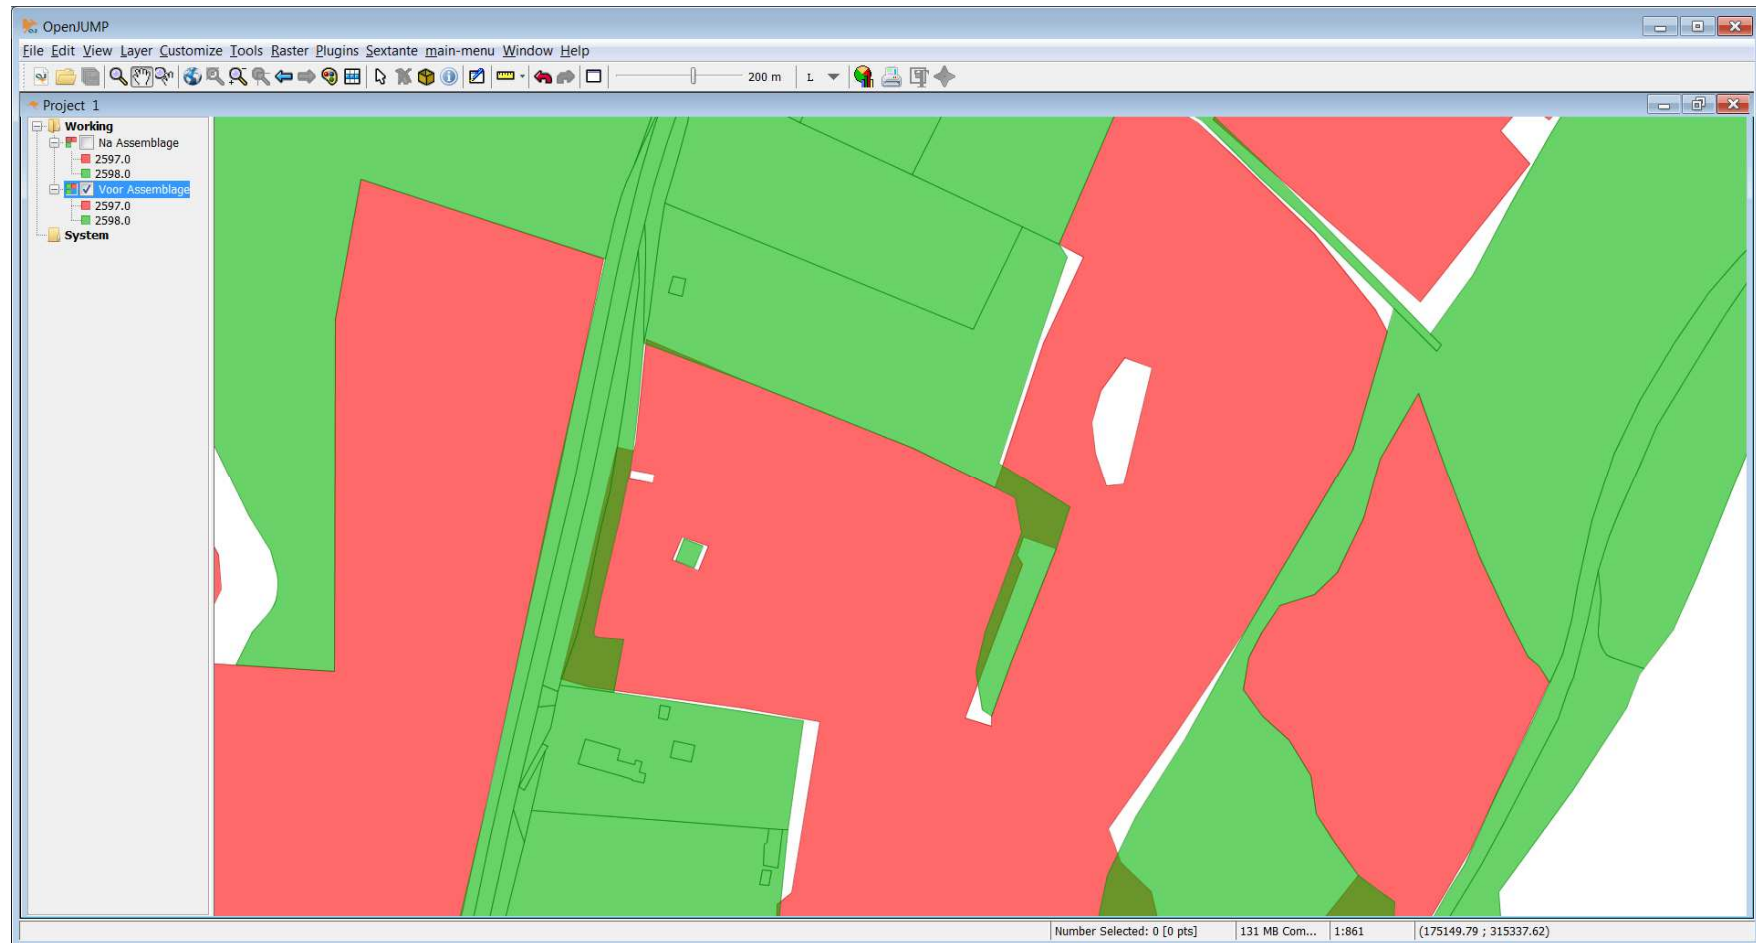 OpenJUMP
File Edit View Layer Customize Tools Raster Plugins Sextante main-menu Window Help
200 m L
Project 1
Working
Na Assemblage
2597.0
2598.0
Voor Assemblage
2597.0
2598.0
System
Number Selected: 0 [0 pts] 131 MB Com... 1:861 (175149.79 ; 315337.62)